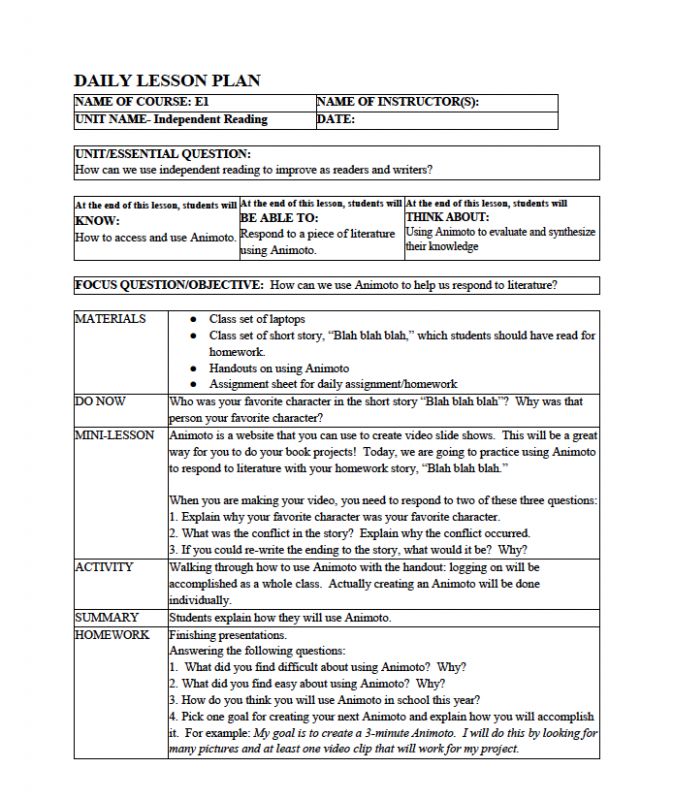 DAILY LESSON PLAN
NAME OF COURSE: E1 NAME OF INSTRUCTOR(S):
UNIT NAME- Independent Reading DATE:
UNIT/ESSENTIAL QUESTION:
How can we use independent reading to improve as readers and writers?
At the end of this lesson, students will
KNOW:
How to access and use Animoto.
At the end of this lesson, students will
BE ABLE TO:
Respond to a piece of literature
using Animoto.
At the end of this lesson, students will
THINK ABOUT:
Using Animoto to evaluate and synthesize
their knowledge
FOCUS QUESTION/OBJECTIVE: How can we use Animoto to help us respond to literature?
MATERIALS
● Class set of laptops
● Class set of short story, “Blah blah blah,” which students should have read for
homework.
● Handouts on using Animoto
● Assignment sheet for daily assignment/homework
DO NOW
Who was your favorite character in the short story “Blah blah blah”? Why was that
person your favorite character?
MINI-LESSON
Animoto is a website that you can use to create video slide shows. This will be a great
way for you to do your book projects! Today, we are going to practice using Animoto
to respond to literature with your homework story, “Blah blah blah.”
When you are making your video, you need to respond to two of these three questions:
1. Explain why your favorite character was your favorite character.
2. What was the conflict in the story? Explain why the conflict occurred.
3. If you could re-write the ending to the story, what would it be? Why?
ACTIVITY
Walking through how to use Animoto with the handout: logging on will be
accomplished as a whole class. Actually creating an Animoto will be done
individually.
SUMMARY
Students explain how they will use Animoto.
HOMEWORK
Finishing presentations.
Answering the following questions:
1. What did you find difficult about using Animoto? Why?
2. What did you find easy about using Animoto? Why?
3. How do you think you will use Animoto in school this year?
4. Pick one goal for creating your next Animoto and explain how you will accomplish
it. For example: My goal is to create a 3-minute Animoto. I will do this by looking for
many pictures and at least one video clip that will work for my project.